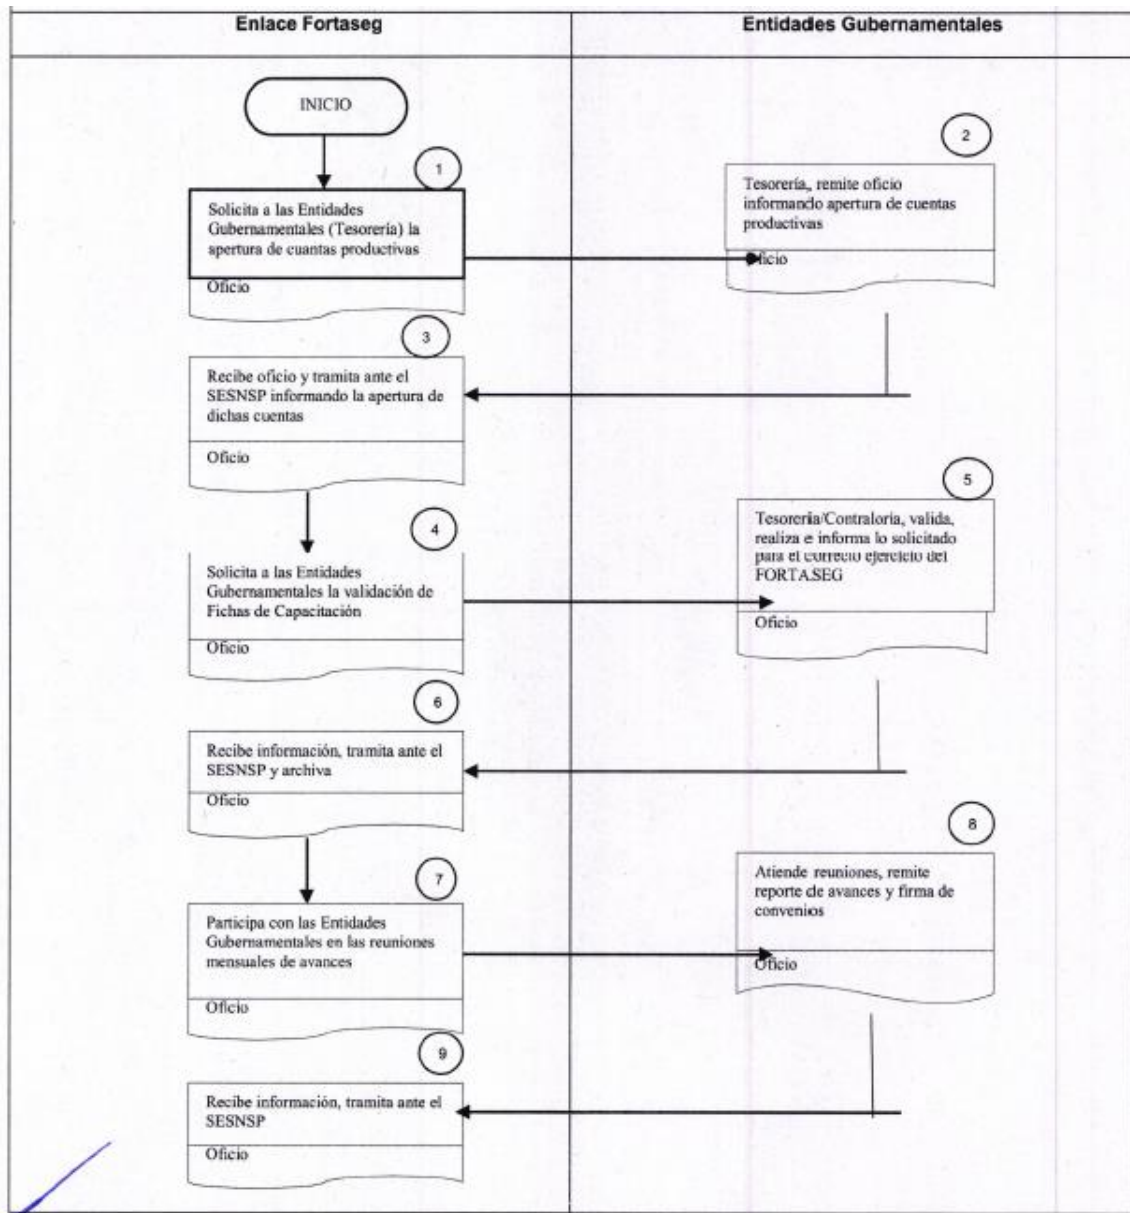 Enlace Fortaseg
Entidades Gubernamentales
INICIO
1
Solicita a las Entidades
Gubernamentales (Tesorería) la
apertura de cuantas productivas
Oficio
2
Tesorería, remite oficio
informando apertura de cuentas
productivas
Oficio
3
Recibe oficio y tramita ante el
SESNSP informando la apertura de
dichas cuentas
Oficio
4
Solicita a las Entidades
Gubernamentales la validación de
Fichas de Capacitación
Oficio
5
Tesorería/Contraloría, valida,
realiza e informa lo solicitado
para el correcto ejercicio del
FORTASEG
Oficio
6
Recibe información, tramita ante el
SESNSP y archiva
Oficio
7
Participa con las Entidades
Gubernamentales en las reuniones
mensuales de avances
Oficio
8
Atiende reuniones, remite
reporte de avances y firma de
convenios
Oficio
9
Recibe información, tramita ante el
SESNSP
Oficio